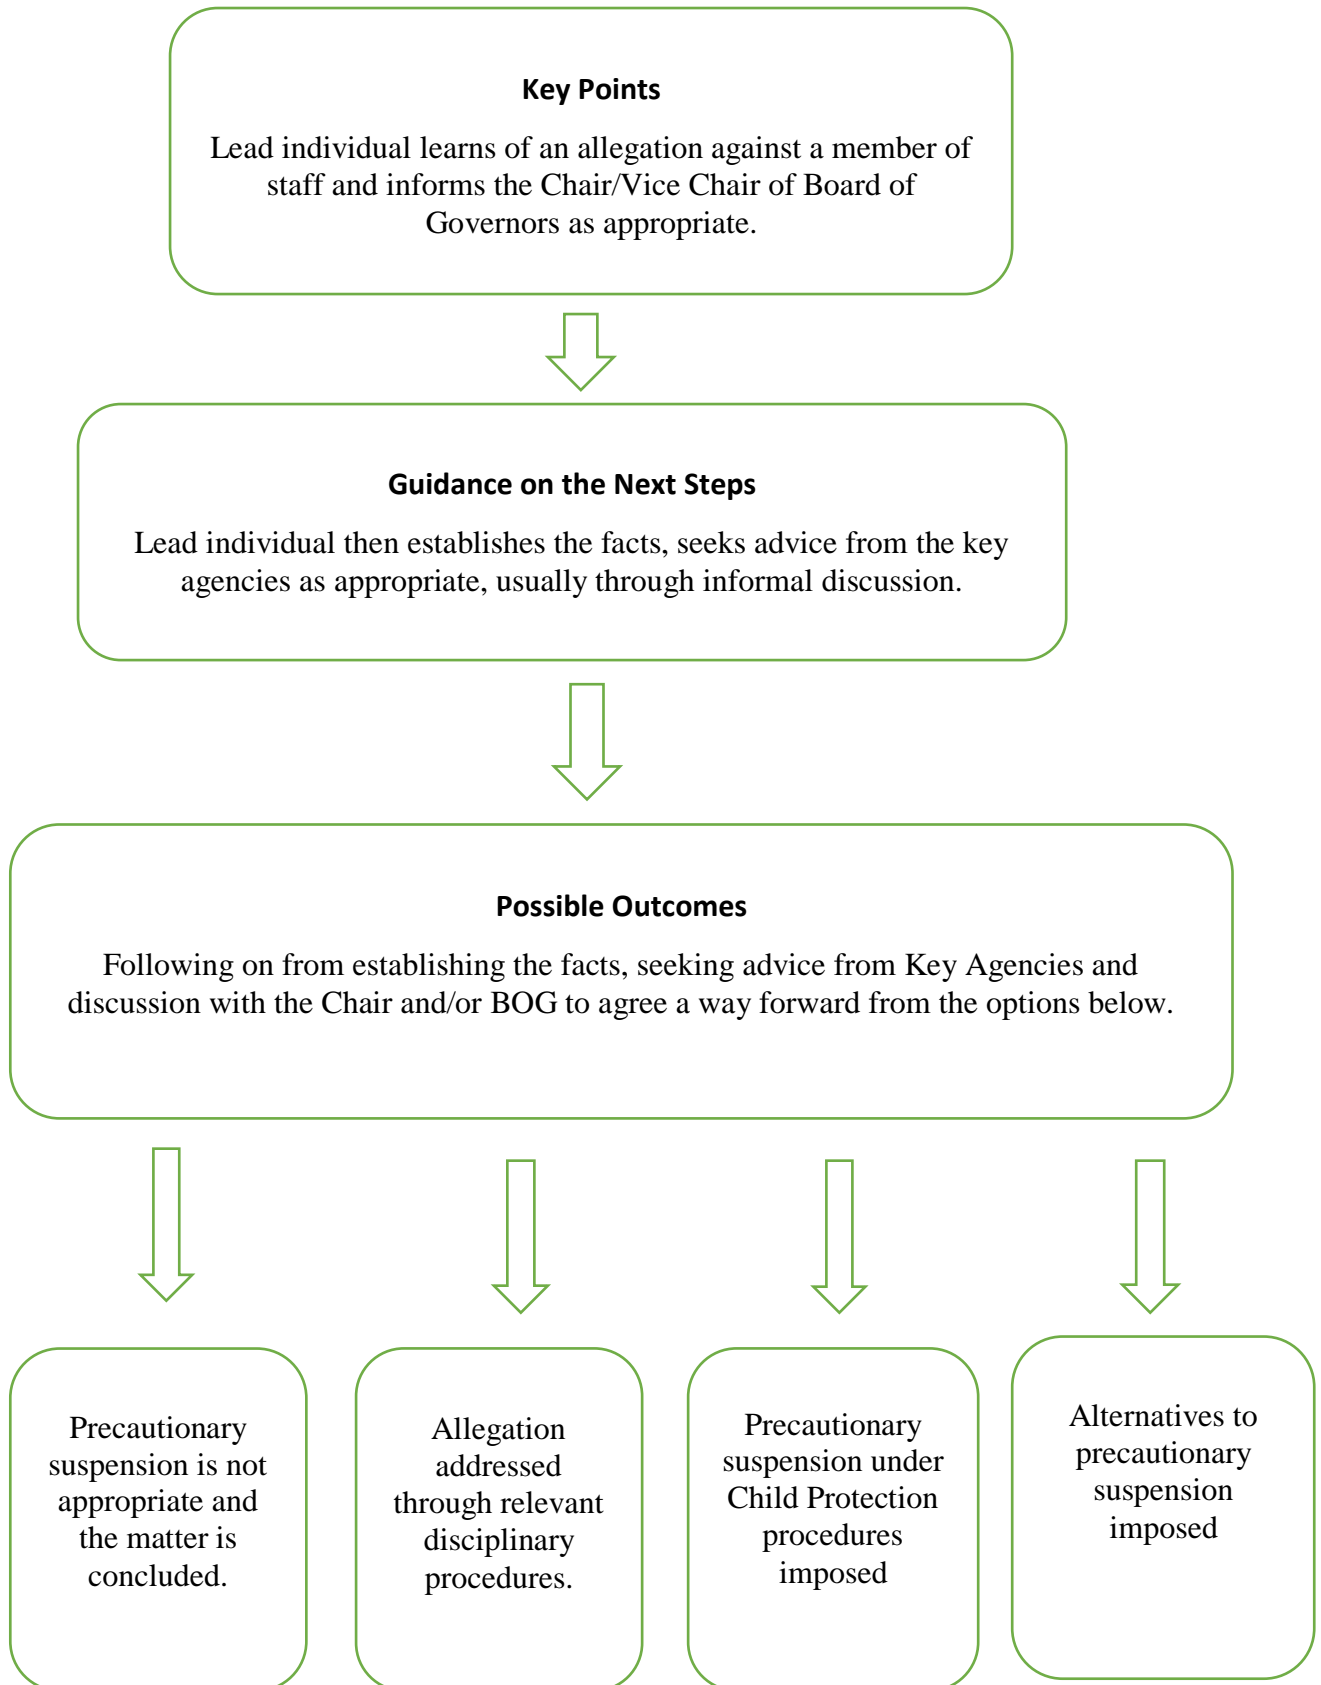 Key Points
Lead individual learns of an allegation against a member of
staff and informs the Chair/Vice Chair of Board of
Governors as appropriate.
Guidance on the Next Steps
Lead individual then establishes the facts, seeks advice from the key
agencies as appropriate, usually through informal discussion.
Possible Outcomes
Following on from establishing the facts, seeking advice from Key Agencies and
discussion with the Chair and/or BOG to agree a way forward from the options below.
Precautionary
suspension is not
appropriate and
the matter is
concluded.
Allegation
addressed
through relevant
disciplinary
procedures.
Precautionary
suspension under
Child Protection
procedures
imposed
Alternatives to
precautionary
suspension
imposed